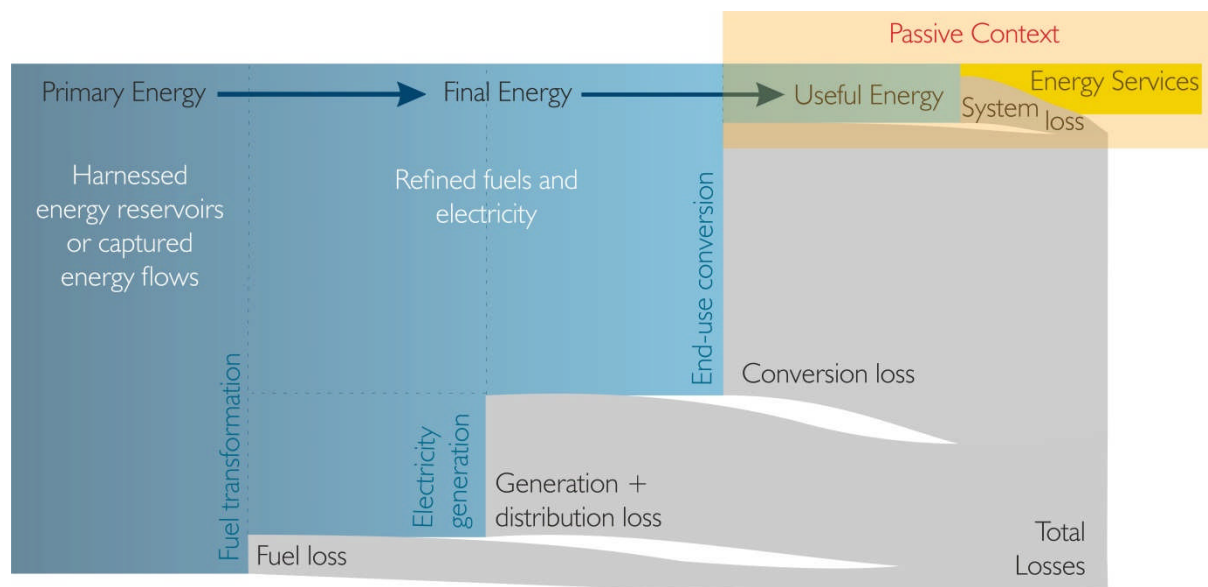 Passive Context
Primary Energy
Final Energy
Useful Energy
Energy Services
System
loss
Harnessed
energy reservoirs
or captured
energy flows
Refined fuels and
electricity
End-use conversion
Conversion loss
Fuel transformation
Electricity
generation
Generation +
distribution loss
Fuel loss
Total
Losses